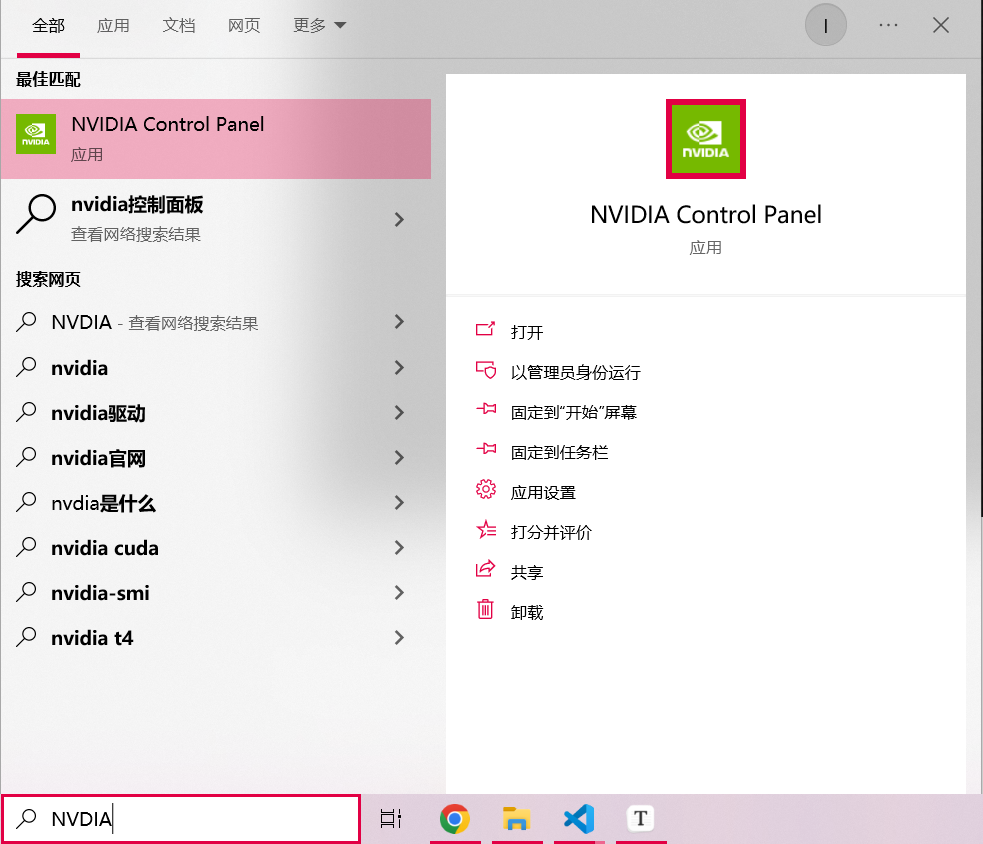 全部 应用 文档 网页 更多 I ···
最佳匹配
NVIDIA Control Panel
应用
nvidia控制面板
查看网络搜索结果
搜索网页
NVDIA - 查看网络搜索结果
nvidia
nvidia驱动
nvidia官网
nvdia是什么
nvidia cuda
nvidia-smi
nvidia t4
NVIDIA
NVIDIA
NVIDIA Control Panel
应用
打开
以管理员身份运行
固定到“开始”屏幕
固定到任务栏
应用设置
打分并评价
共享
卸载
NVDIA
T